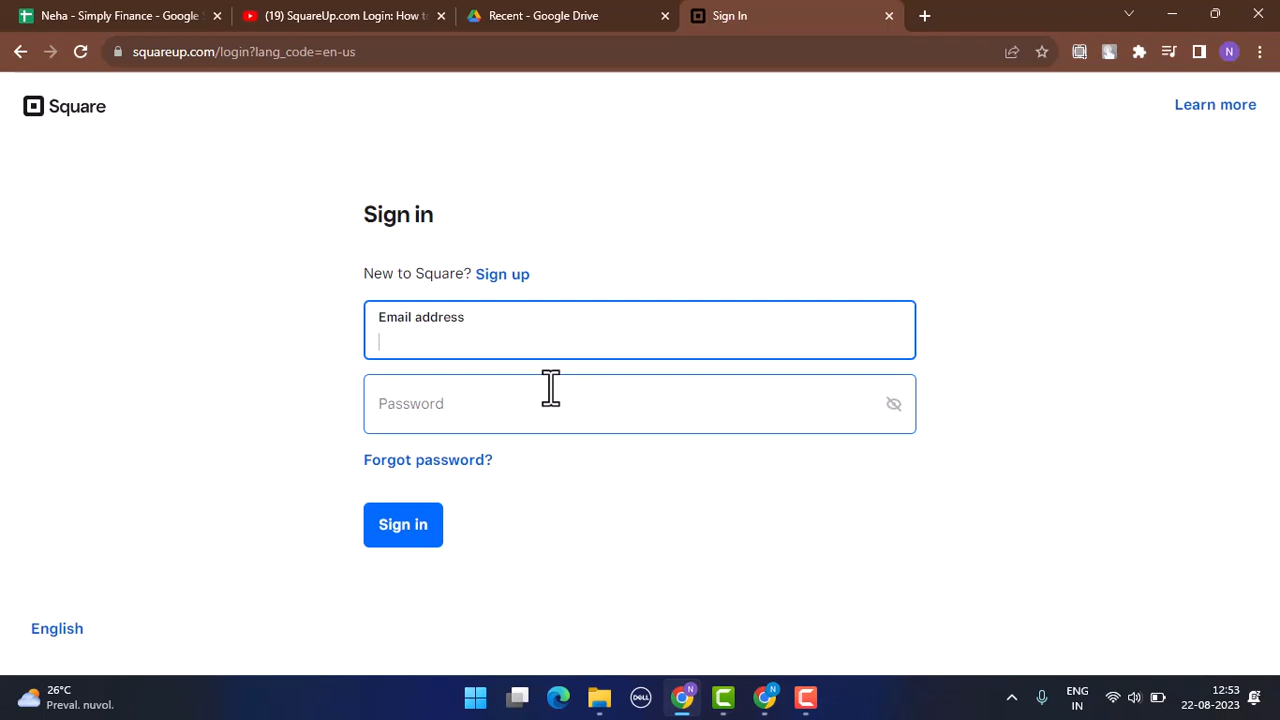 Neha - Simply Finance - Google S
(19) SquareUp.com Login: How to
Recent - Google Drive
Sign In
squareup.com/login?lang_code=en-us
N
Square
Learn more
Sign in
New to Square? Sign up
Email address
Password
Forgot password?
Sign in
English
26°C
Preval. nuvol.
DELL
N
N
ENG
IN
12:53
22-08-2023